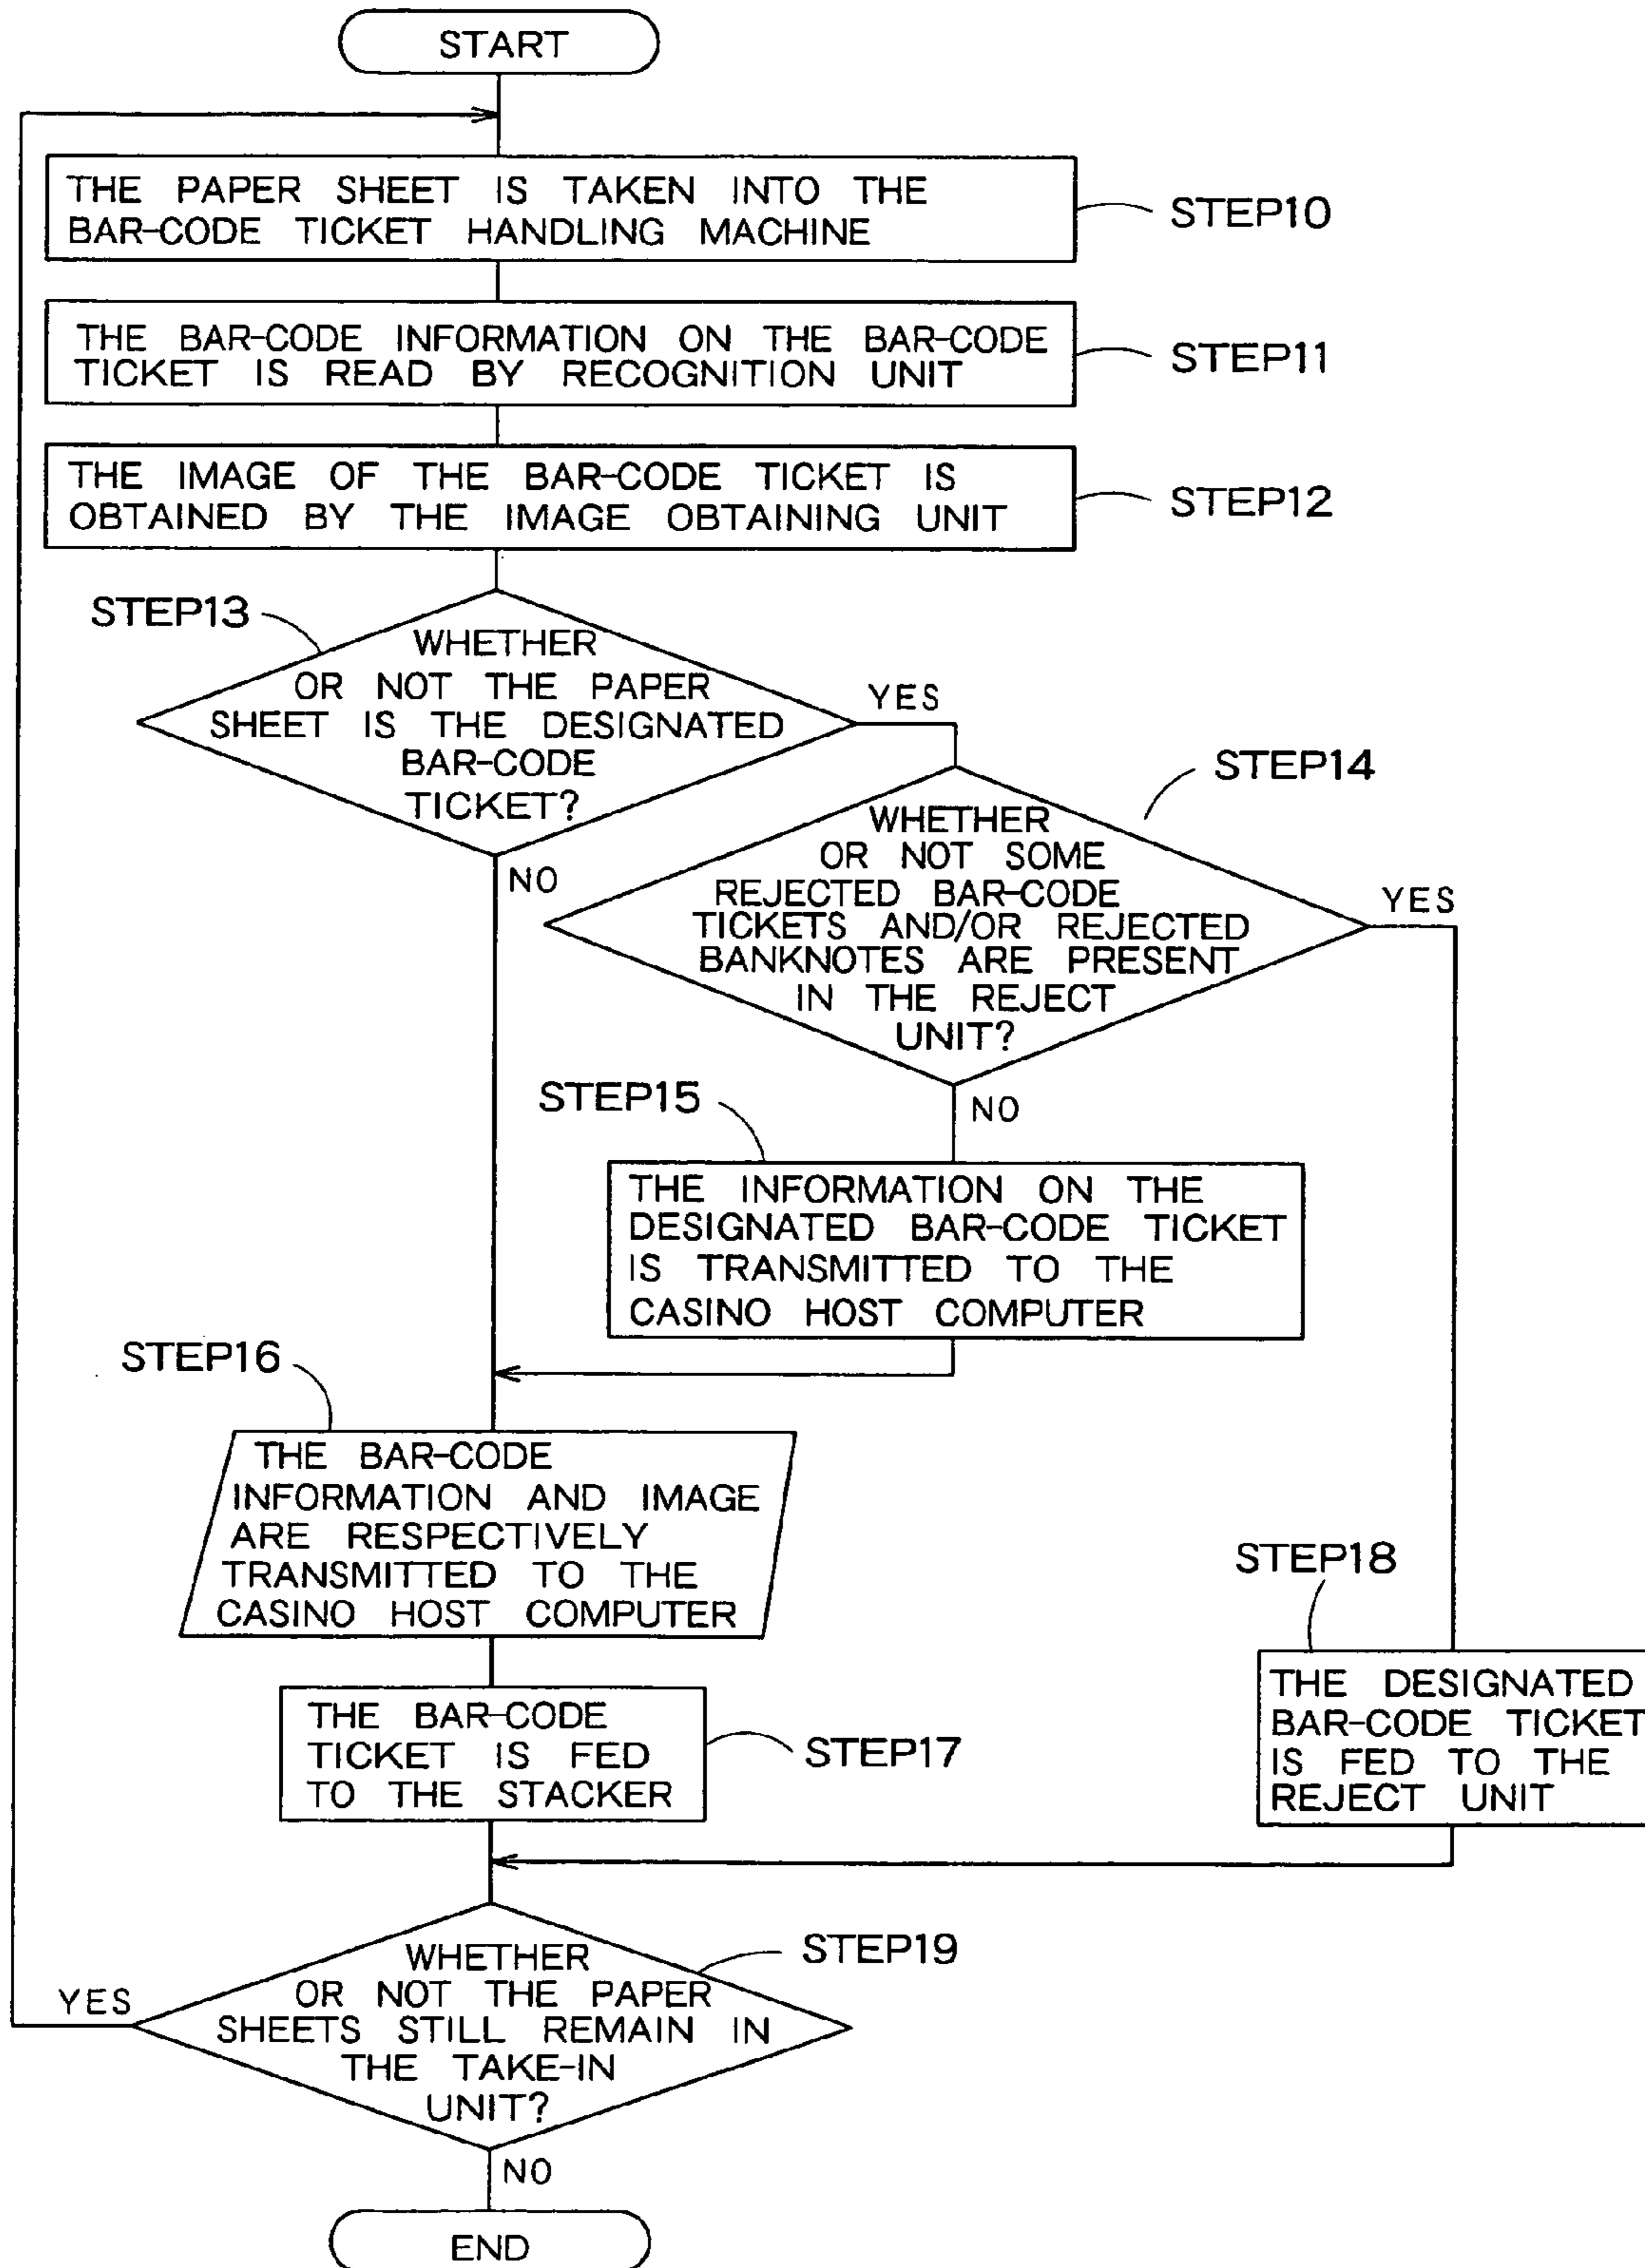 START
THE PAPER SHEET IS TAKEN INTO THE
BAR-CODE TICKET HANDLING MACHINE
STEP10
THE BAR-CODE INFORMATION ON THE BAR-CODE
TICKET IS READ BY RECOGNITION UNIT
STEP11
THE IMAGE OF THE BAR-CODE TICKET IS
OBTAINED BY THE IMAGE OBTAINING UNIT
STEP12
STEP13
WHETHER
OR NOT THE PAPER
SHEET IS THE DESIGNATED
BAR-CODE
TICKET?
YES
NO
STEP14
WHETHER
OR NOT SOME
REJECTED BAR-CODE
TICKETS AND/OR REJECTED
BANKNOTES ARE PRESENT
IN THE REJECT
UNIT?
YES
NO
STEP15
THE INFORMATION ON THE
DESIGNATED BAR-CODE TICKET
IS TRANSMITTED TO THE
CASINO HOST COMPUTER
STEP16
THE BAR-CODE
INFORMATION AND IMAGE
ARE RESPECTIVELY
TRANSMITTED TO THE
CASINO HOST COMPUTER
STEP17
THE BAR-CODE
TICKET IS FED
TO THE STACKER
STEP18
THE DESIGNATED
BAR-CODE TICKET
IS FED TO THE
REJECT UNIT
STEP19
WHETHER
OR NOT THE PAPER
SHEETS STILL REMAIN IN
THE TAKE-IN
UNIT?
YES
NO
END